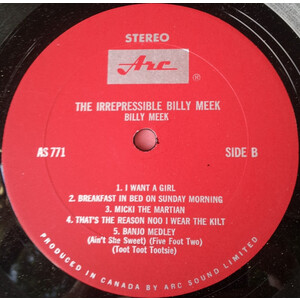 STEREO
Arc ®
THE IRREPRESSIBLE BILLY MEEK
BILLY MEEK
AS 771 SIDE B
1. I WANT A GIRL
2. BREAKFAST IN BED ON SUNDAY MORNING
3. MICKI THE MARTIAN
4. THAT'S THE REASON NOO I WEAR THE KILT
5. BANJO MEDLEY
(Ain't She Sweet) (Five Foot Two)
(Toot Toot Tootsie)
PRODUCED IN CANADA BY ARC SOUND LIMITED